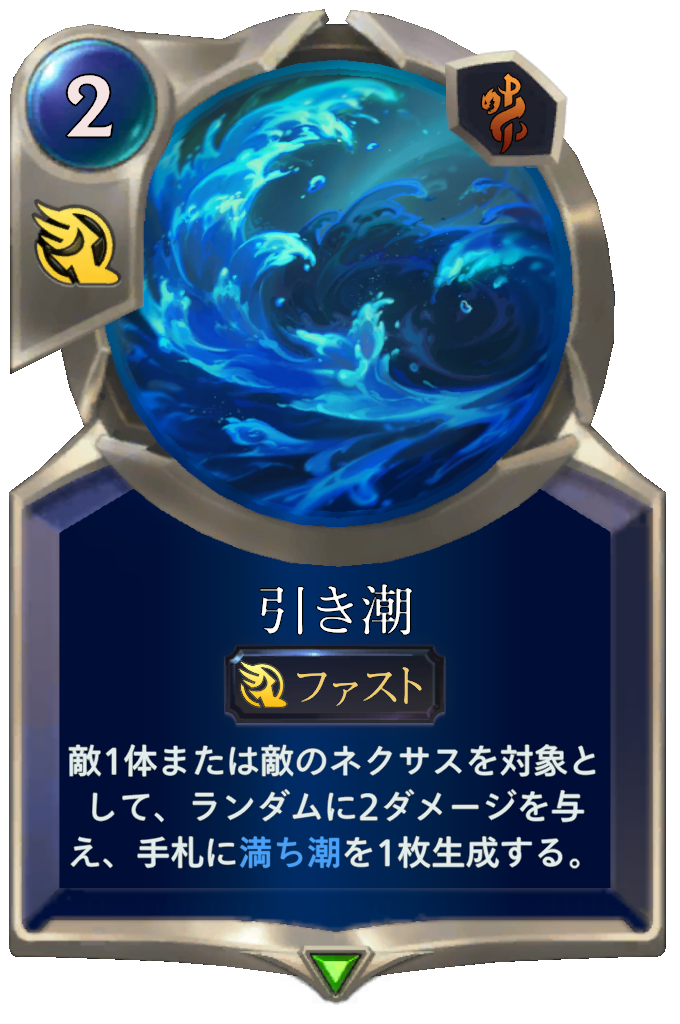 2
引き潮
ファスト
敵1体または敵のネクサスを対象と
して、ランダムに2ダメージを与
え、手札に満ち潮を1枚生成する。